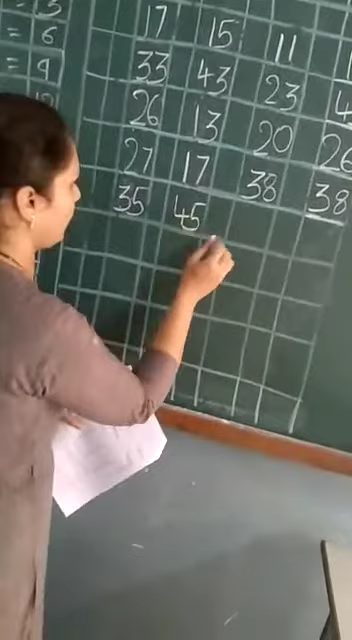 = 6 17 15 11
= 33 43 23
= 9 26 13 20
27 17 38 26
35 45 38